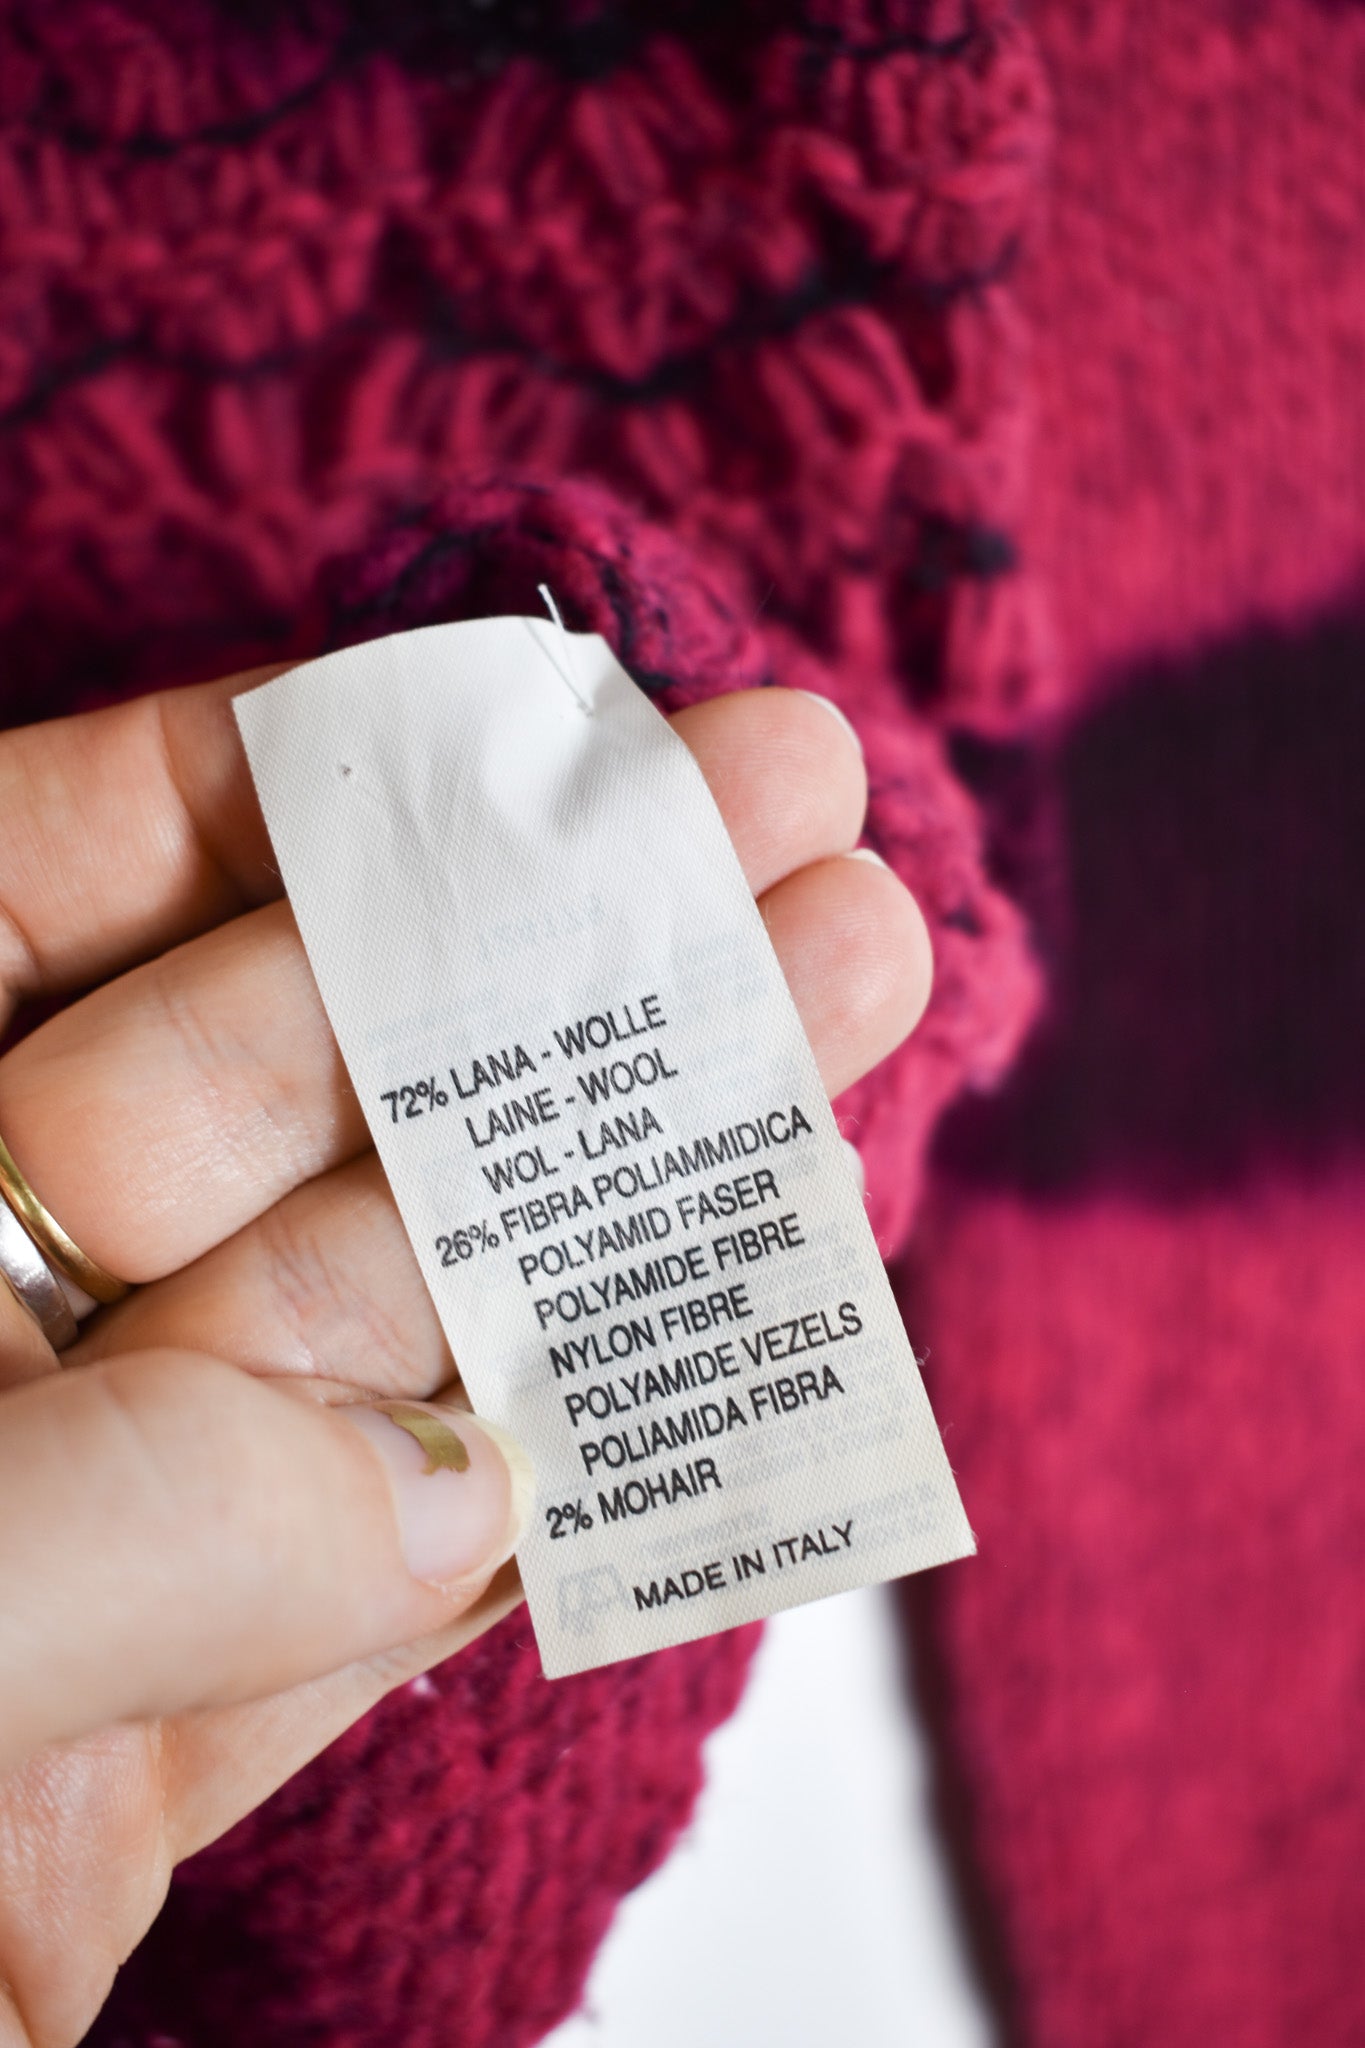 72% LANA - WOLLE
LAINE - WOOL
WOL - LANA
26% FIBRA POLIAMMIDICA
POLYAMID FASER
POLYAMIDE FIBRE
NYLON FIBRE
POLYAMIDE VEZELS
POLIAMIDA FIBRA
2% MOHAIR
MADE IN ITALY